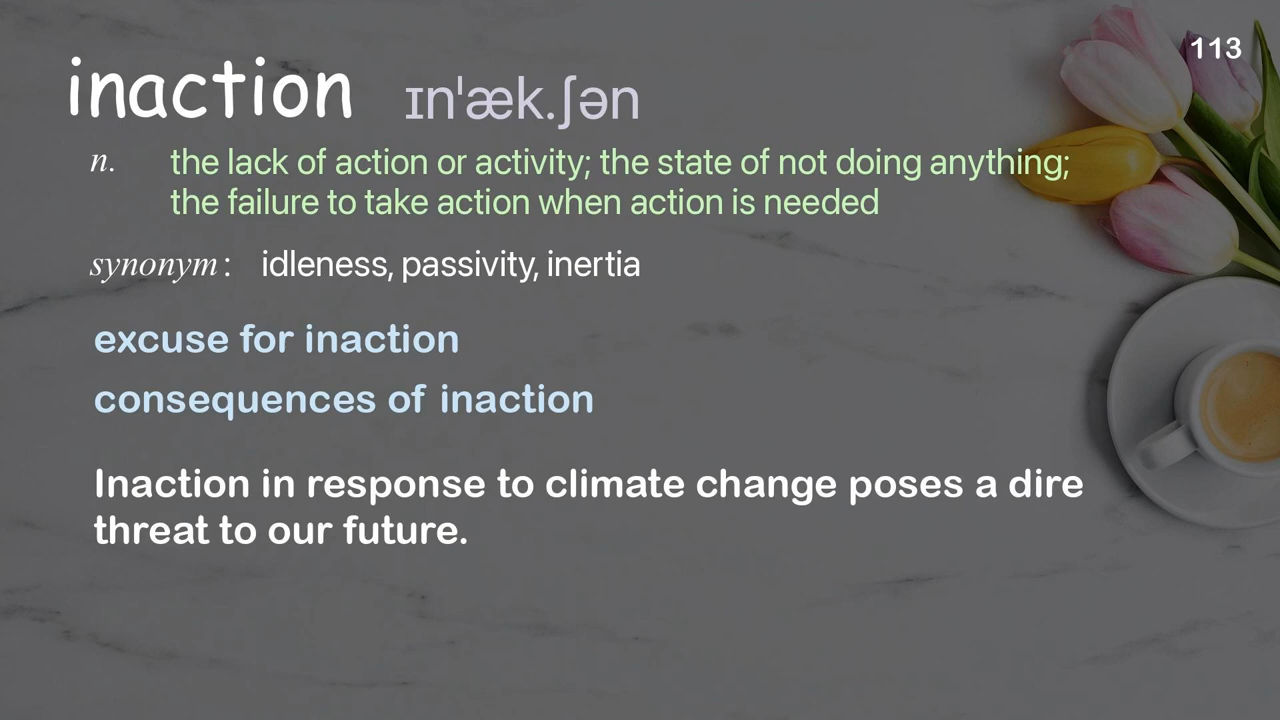 113
inaction ɪnˈæk.ʃən
n. the lack of action or activity; the state of not doing anything;
the failure to take action when action is needed
synonym : idleness, passivity, inertia
excuse for inaction
consequences of inaction
Inaction in response to climate change poses a dire
threat to our future.